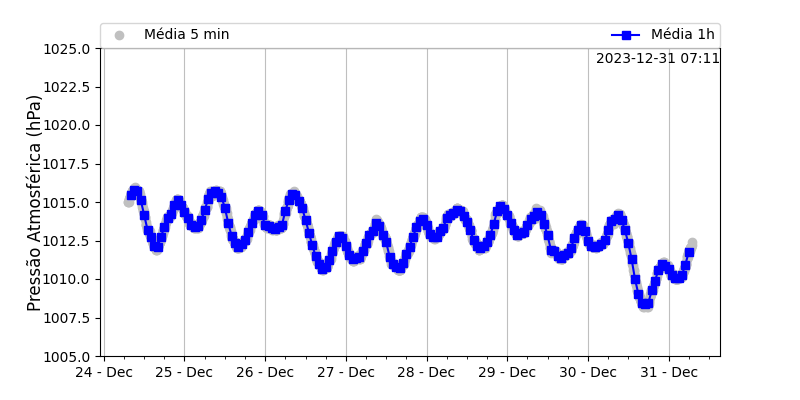 Média 5 min
Média 1h
2023-12-31 07:11
Pressão Atmosférica (hPa)
1025.0
1022.5
1020.0
1017.5
1015.0
1012.5
1010.0
1007.5
1005.0
24 - Dec
25 - Dec
26 - Dec
27 - Dec
28 - Dec
29 - Dec
30 - Dec
31 - Dec